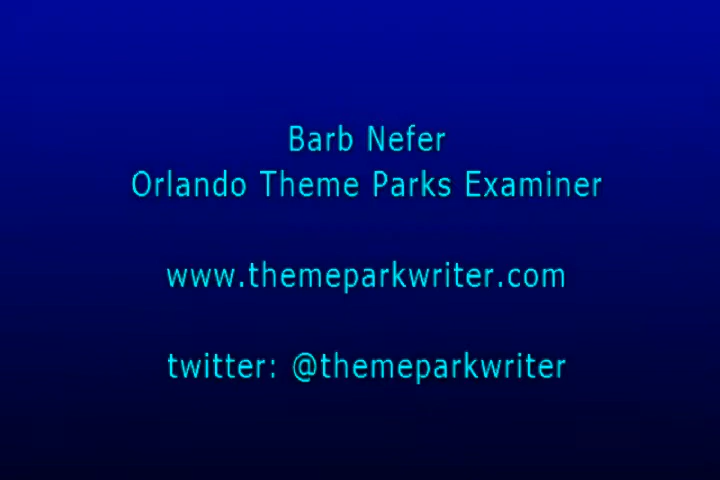 Barb Nefer
Orlando Theme Parks Examiner
www.themeparkwriter.com
twitter: @themeparkwriter